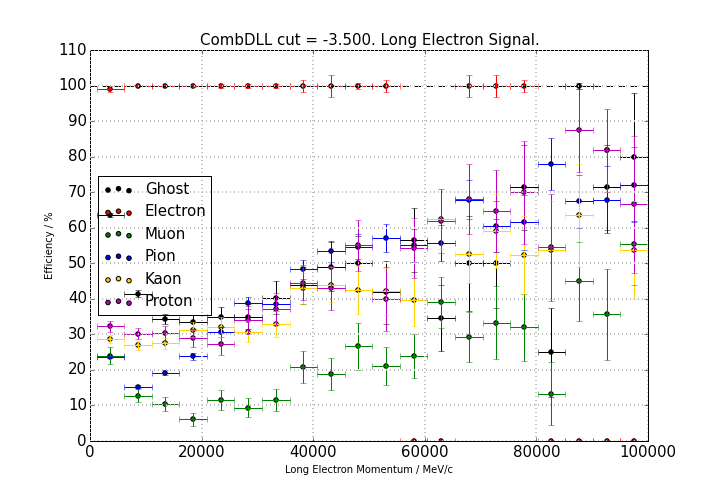 CombDLL cut = -3.500. Long Electron Signal.
110
100
90
80
70
60
50
40
30
20
10
0
Efficiency / %
Ghost
Electron
Muon
Pion
Kaon
Proton
0 20000 40000 60000 80000 100000
Long Electron Momentum / MeV/c